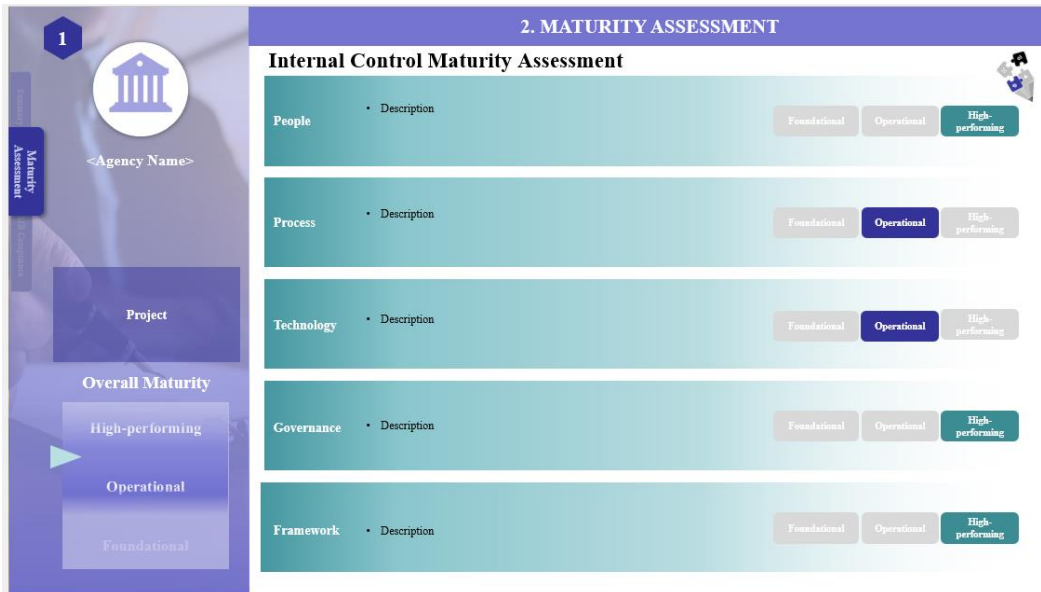 1
2. MATURITY ASSESSMENT
Internal Control Maturity Assessment
Maturity
Assessment
<Agency Name>
Project
Overall Maturity
High-performing
Operational
Foundational
People
• Description
Foundational
Operational
High-
performing
Process
• Description
Foundational
Operational
High-
performing
Technology
• Description
Foundational
Operational
High-
performing
Governance
• Description
Foundational
Operational
High-
performing
Framework
• Description
Foundational
Operational
High-
performing